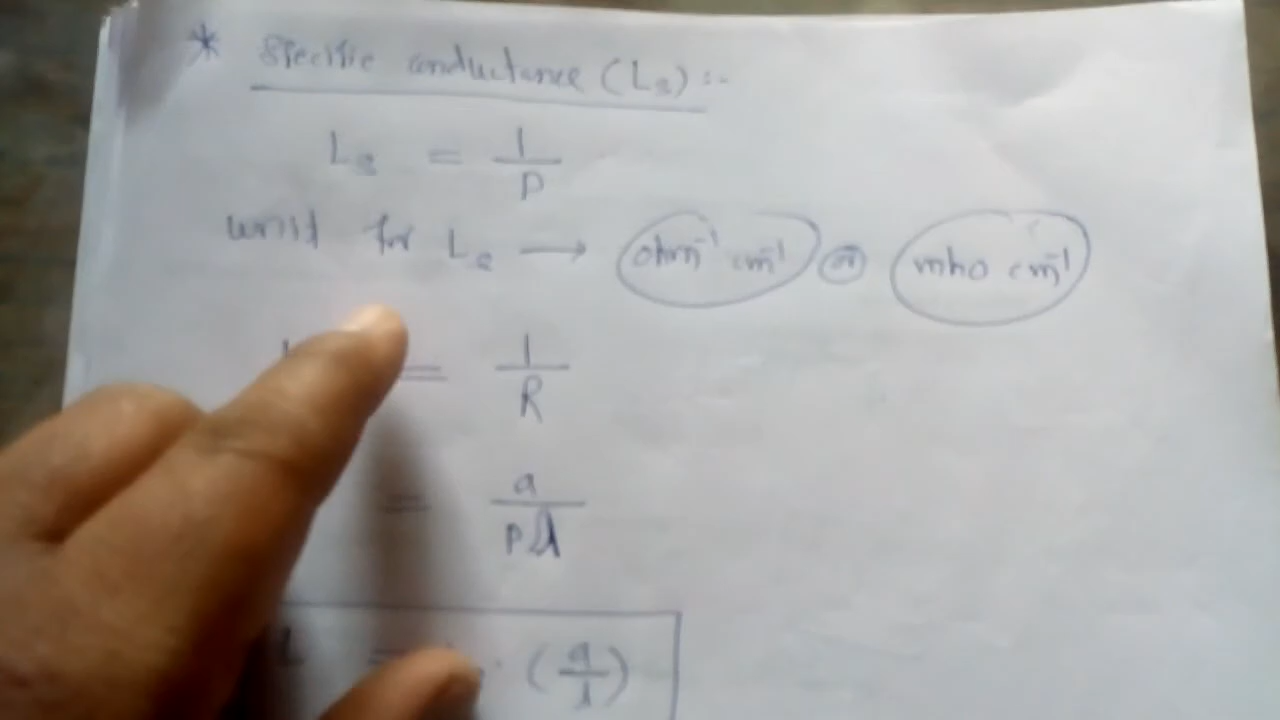 * Specific conductance (Ls) :-
Ls = 1/P
unit for Ls → ohm⁻¹ cm⁻¹ or mho cm⁻¹
= 1/R
= a/Pl
= (a/l)